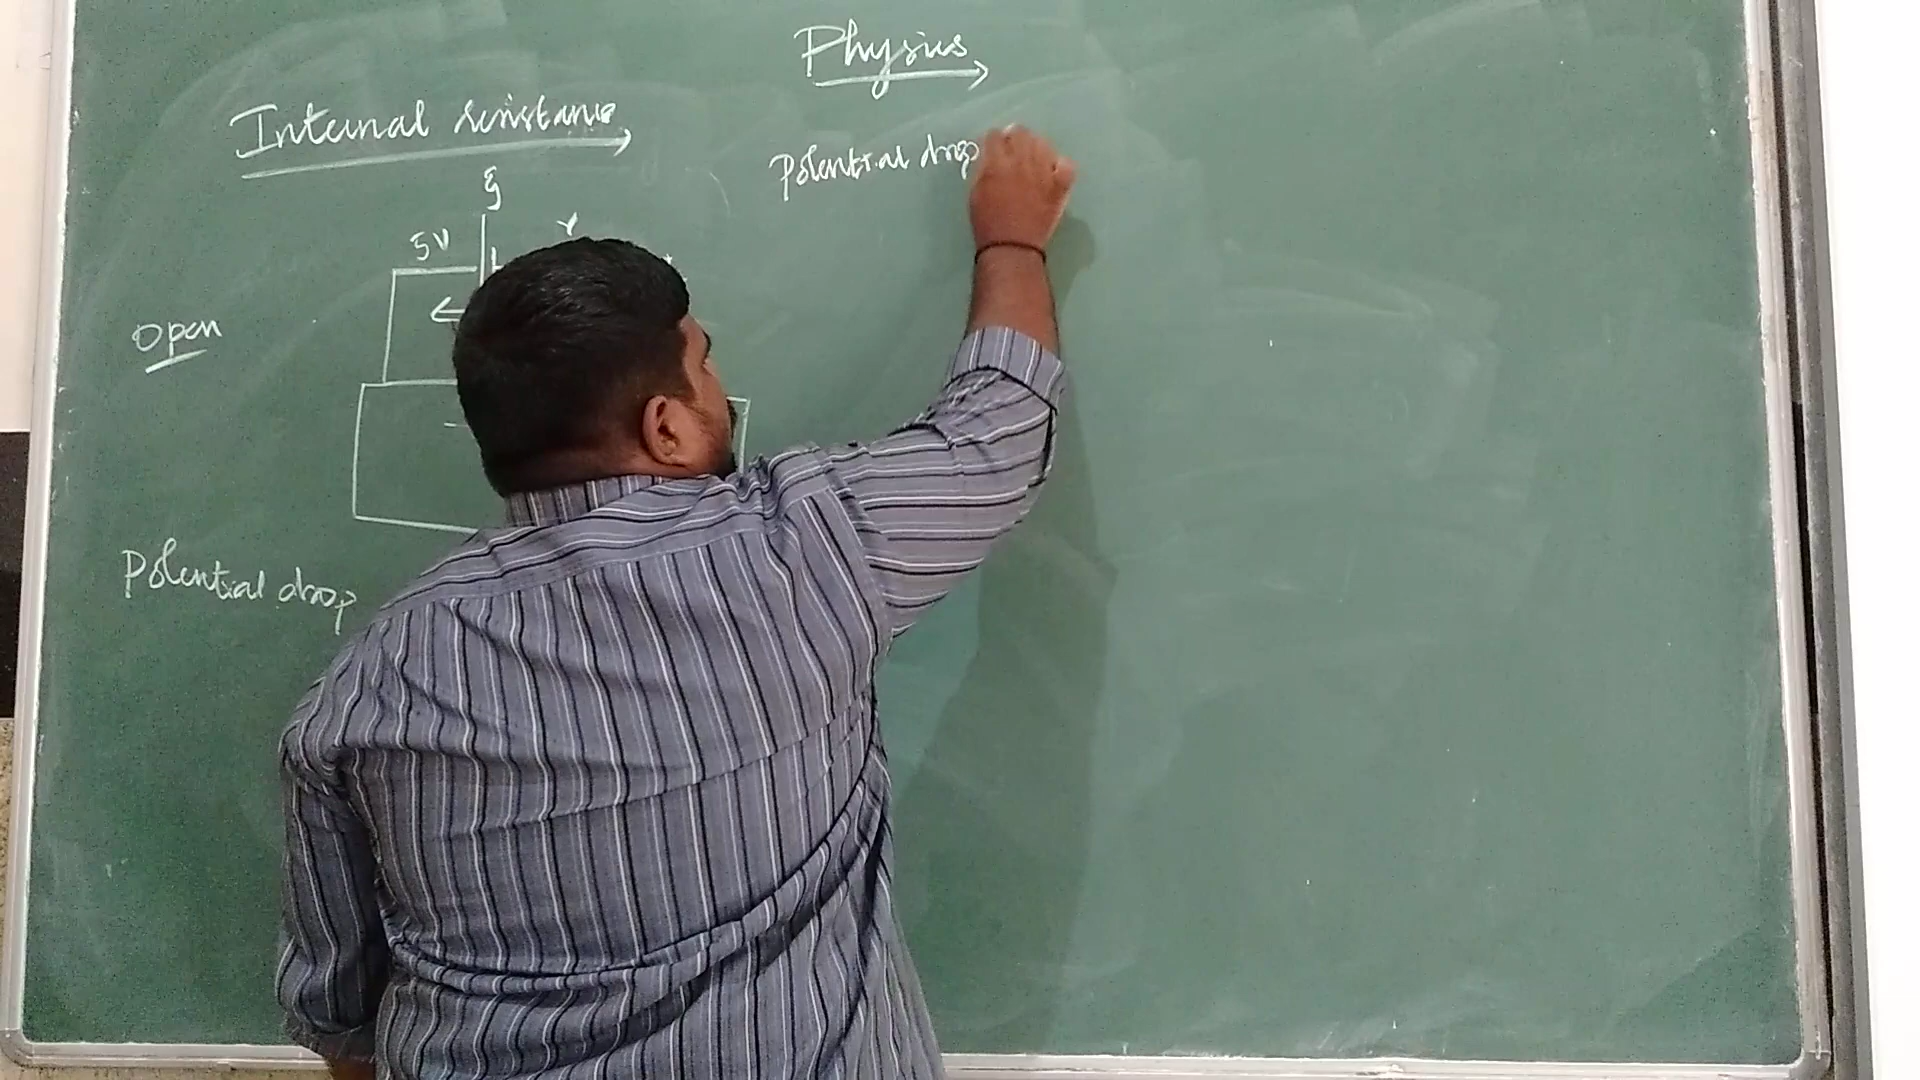 Physics
Internal resistance
ξ
5V r
Open
Potential drop
Potential drop